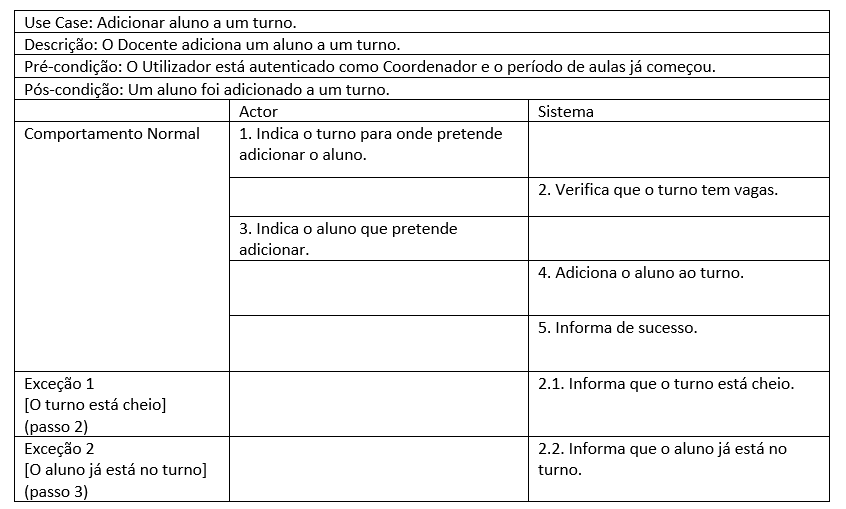 Use Case: Adicionar aluno a um turno.
Descrição: O Docente adiciona um aluno a um turno.
Pré-condição: O Utilizador está autenticado como Coordenador e o período de aulas já começou.
Pós-condição: Um aluno foi adicionado a um turno.
Actor
Sistema
Comportamento Normal
1. Indica o turno para onde pretende
adicionar o aluno.
2. Verifica que o turno tem vagas.
3. Indica o aluno que pretende
adicionar.
4. Adiciona o aluno ao turno.
5. Informa de sucesso.
Exceção 1
[O turno está cheio]
(passo 2)
2.1. Informa que o turno está cheio.
Exceção 2
[O aluno já está no turno]
(passo 3)
2.2. Informa que o aluno já está no
turno.